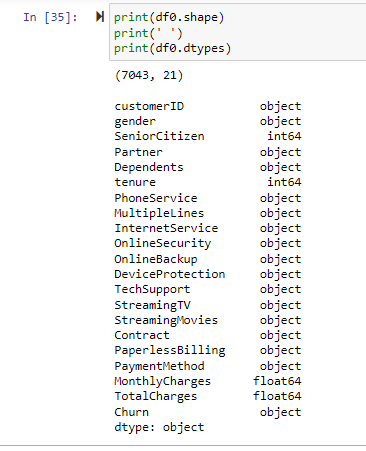 In [35]:
print(df0.shape)
print(' ')
print(df0.dtypes)
(7043, 21)
customerID object
gender object
SeniorCitizen int64
Partner object
Dependents object
tenure int64
PhoneService object
MultipleLines object
InternetService object
OnlineSecurity object
OnlineBackup object
DeviceProtection object
TechSupport object
StreamingTV object
StreamingMovies object
Contract object
PaperlessBilling object
PaymentMethod object
MonthlyCharges float64
TotalCharges float64
Churn object
dtype: object